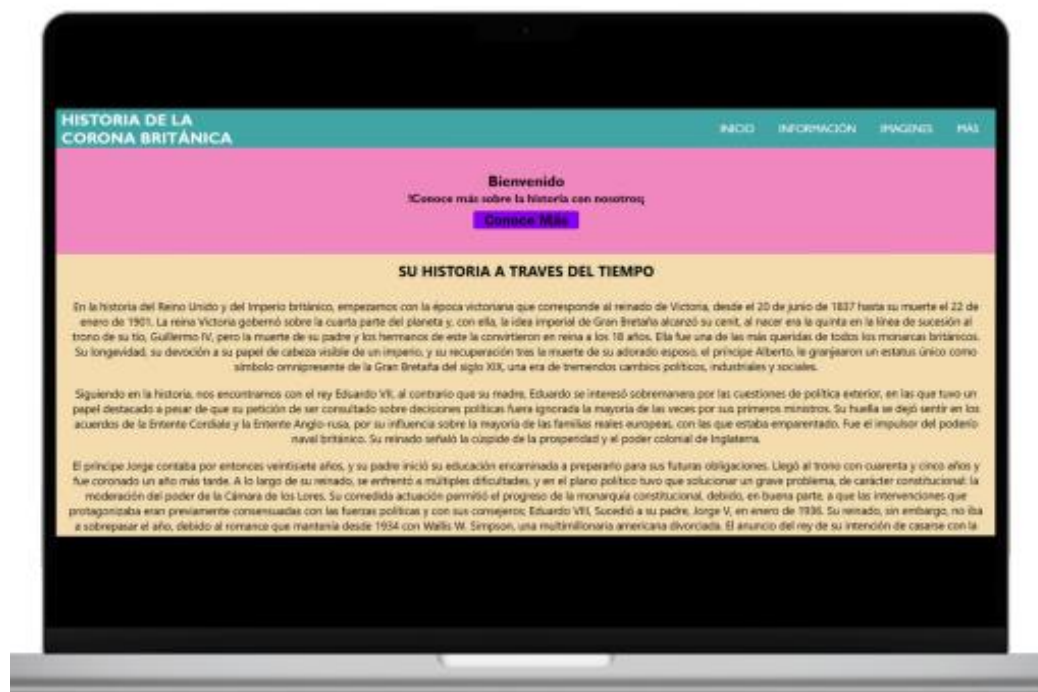 HISTORIA DE LA
CORONA BRITÁNICA
INICIO INFORMACIÓN IMAGENES MÁS
Bienvenido
!Conoce más sobre la historia con nosotros¡
Conoce Más
SU HISTORIA A TRAVES DEL TIEMPO
En la historia del Reino Unido y del Imperio británico, empezamos con la época victoriana que corresponde al reinado de Victoria, desde el 20 de junio de 1837 hasta su muerte el 22 de
enero de 1901. La reina Victoria gobernó sobre la cuarta parte del planeta y, con ella, la idea imperial de Gran Bretaña alcanzó su cenit, al nacer era la quinta en la línea de sucesión al
trono de su tío, Guillermo IV, pero la muerte de su padre y los hermanos de este la convirtieron en reina a los 18 años. Ella fue una de las más queridas de todos los monarcas británicos.
Su longevidad, su devoción a su papel de cabeza visible de un imperio, y su recuperación tras la muerte de su adorado esposo, el príncipe Alberto, le granjearon un estatus único como
símbolo omnipresente de la Gran Bretaña del siglo XIX, una era de tremendos cambios políticos, industriales y sociales.
Siguiendo en la historia, nos encontramos con el rey Eduardo VII, al contrario que su madre, Eduardo se interesó sobremanera por las cuestiones de política exterior, en las que tuvo un
papel destacado a pesar de que su petición de ser consultado sobre decisiones políticas fuera ignorada la mayoría de las veces por sus primeros ministros. Su huella se dejó sentir en los
acuerdos de la Entente Cordiale y la Entente Anglo-rusa, por su influencia sobre la mayoría de las familias reales europeas, con las que estaba emparentado. Fue el impulsor del poderío
naval británico. Su reinado señaló la cúspide de la prosperidad y el poder colonial de Inglaterra.
El príncipe Jorge contaba por entonces veintisiete años, y su padre inició su educación encaminada a prepararlo para sus futuras obligaciones. Llegó al trono con cuarenta y cinco años y
fue coronado un año más tarde. A lo largo de su reinado, se enfrentó a múltiples dificultades, y en el plano político tuvo que solucionar un grave problema, de carácter constitucional: la
moderación del poder de la Cámara de los Lores. Su comedida actuación permitió el progreso de la monarquía constitucional, debido, en buena parte, a que las intervenciones que
protagonizaba eran previamente consensuadas con las fuerzas políticas y con sus consejeros; Eduardo VIII, Sucedió a su padre, Jorge V, en enero de 1936. Su reinado, sin embargo, no iba
a sobrepasar el año, debido al romance que mantenía desde 1934 con Wallis W. Simpson, una multimillonaria americana divorciada. El anuncio del rey de su intención de casarse con la